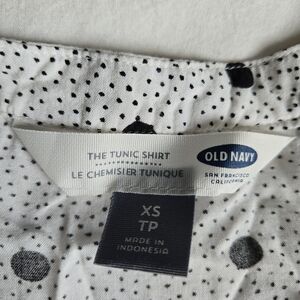 THE TUNIC SHIRT
LE CHEMISIER TUNIQUE
OLD NAVY
SAN FRANCISCO
CALIFORNIA
XS
TP
MADE IN
INDONESIA